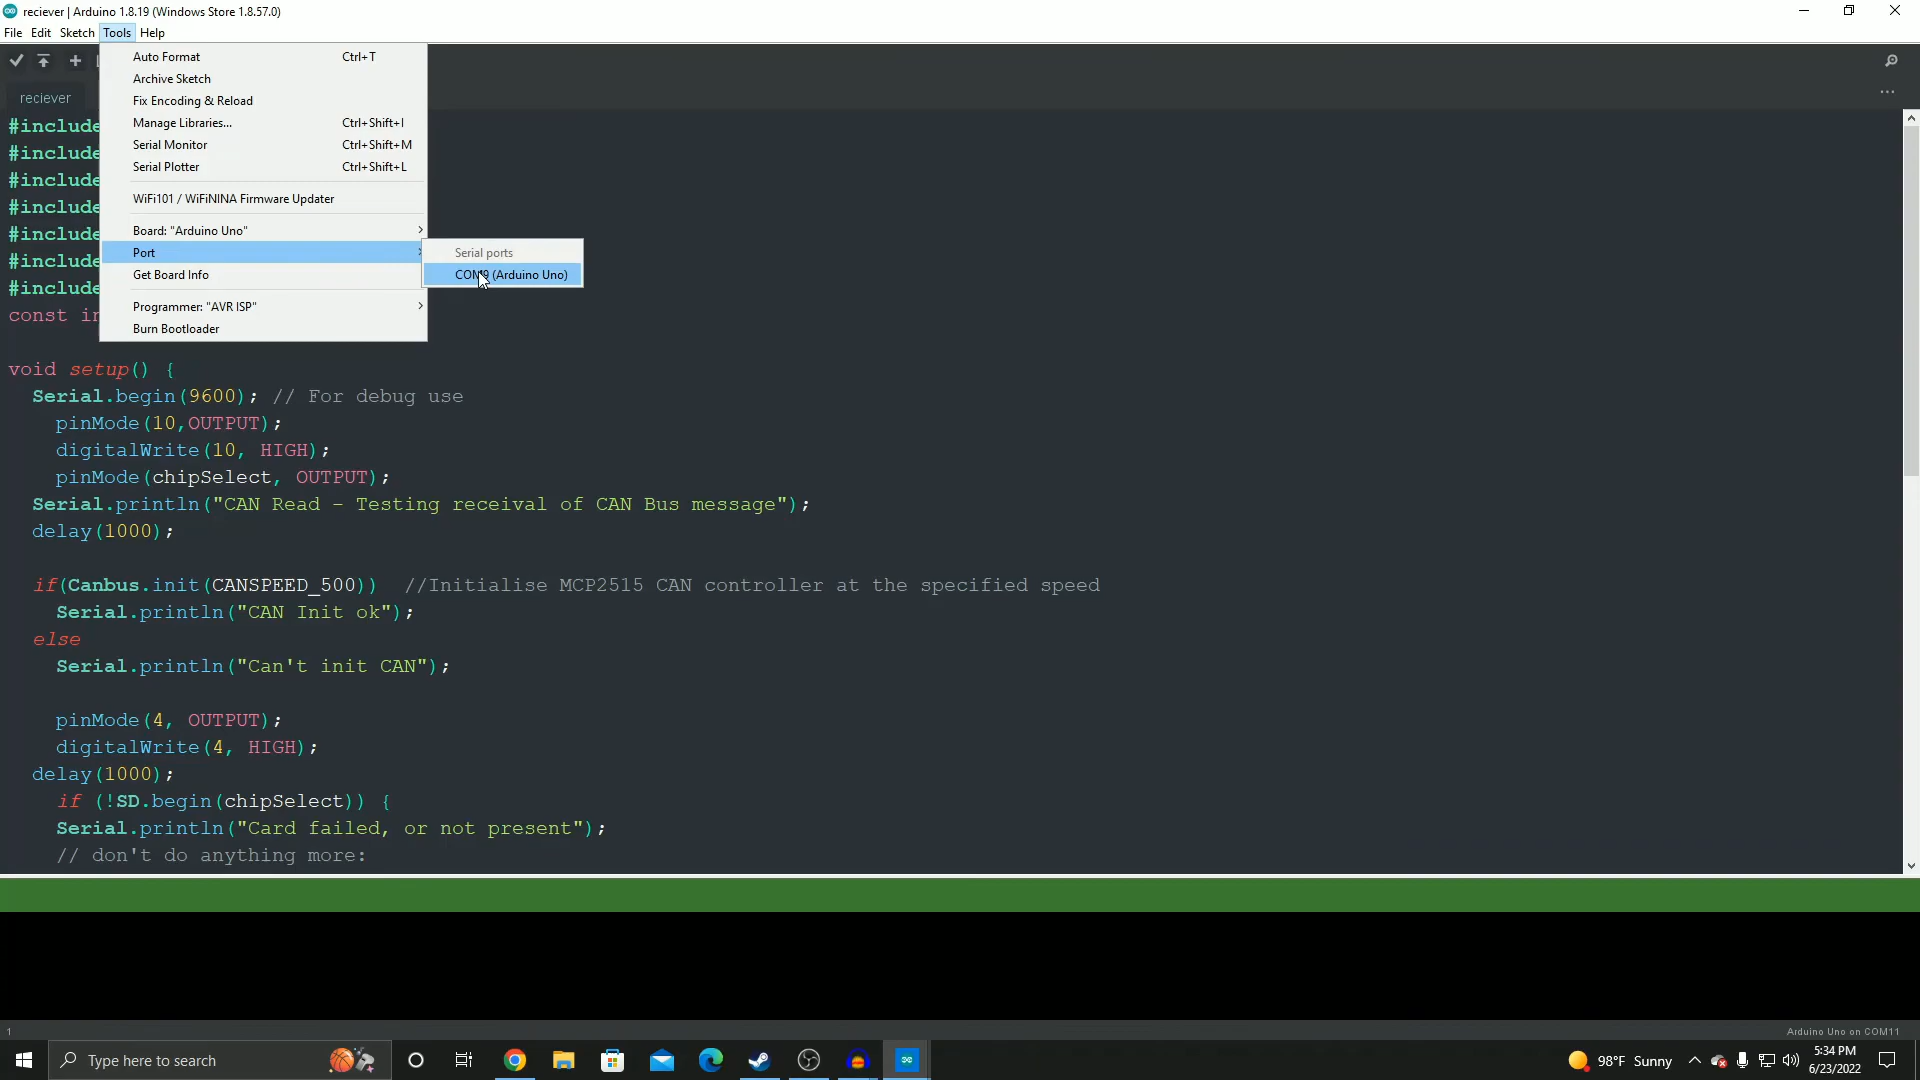 reciever | Arduino 1.8.19 (Windows Store 1.8.57.0)
File Edit Sketch Tools Help
Auto Format Ctrl+T
Archive Sketch
Fix Encoding & Reload
Manage Libraries... Ctrl+Shift+I
Serial Monitor Ctrl+Shift+M
Serial Plotter Ctrl+Shift+L
WiFi101 / WiFiNINA Firmware Updater
Board: "Arduino Uno"
Port
Serial ports
COM9 (Arduino Uno)
Get Board Info
Programmer: "AVR ISP"
Burn Bootloader
reciever
#include
#include
#include
#include
#include
#include
#include
const
void setup() {
Serial.begin(9600); // For debug use
pinMode(10,OUTPUT);
digitalWrite(10, HIGH);
pinMode(chipSelect, OUTPUT);
Serial.println("CAN Read - Testing receival of CAN Bus message");
delay(1000);
if(Canbus.init(CANSPEED_500)) //Initialise MCP2515 CAN controller at the specified speed
Serial.println("CAN Init ok");
else
Serial.println("Can't init CAN");
pinMode(4, OUTPUT);
digitalWrite(4, HIGH);
delay(1000);
if (!SD.begin(chipSelect)) {
Serial.println("Card failed, or not present");
// don't do anything more:
1
Arduino Uno on COM11
Type here to search
98°F Sunny
5:34 PM
6/23/2022